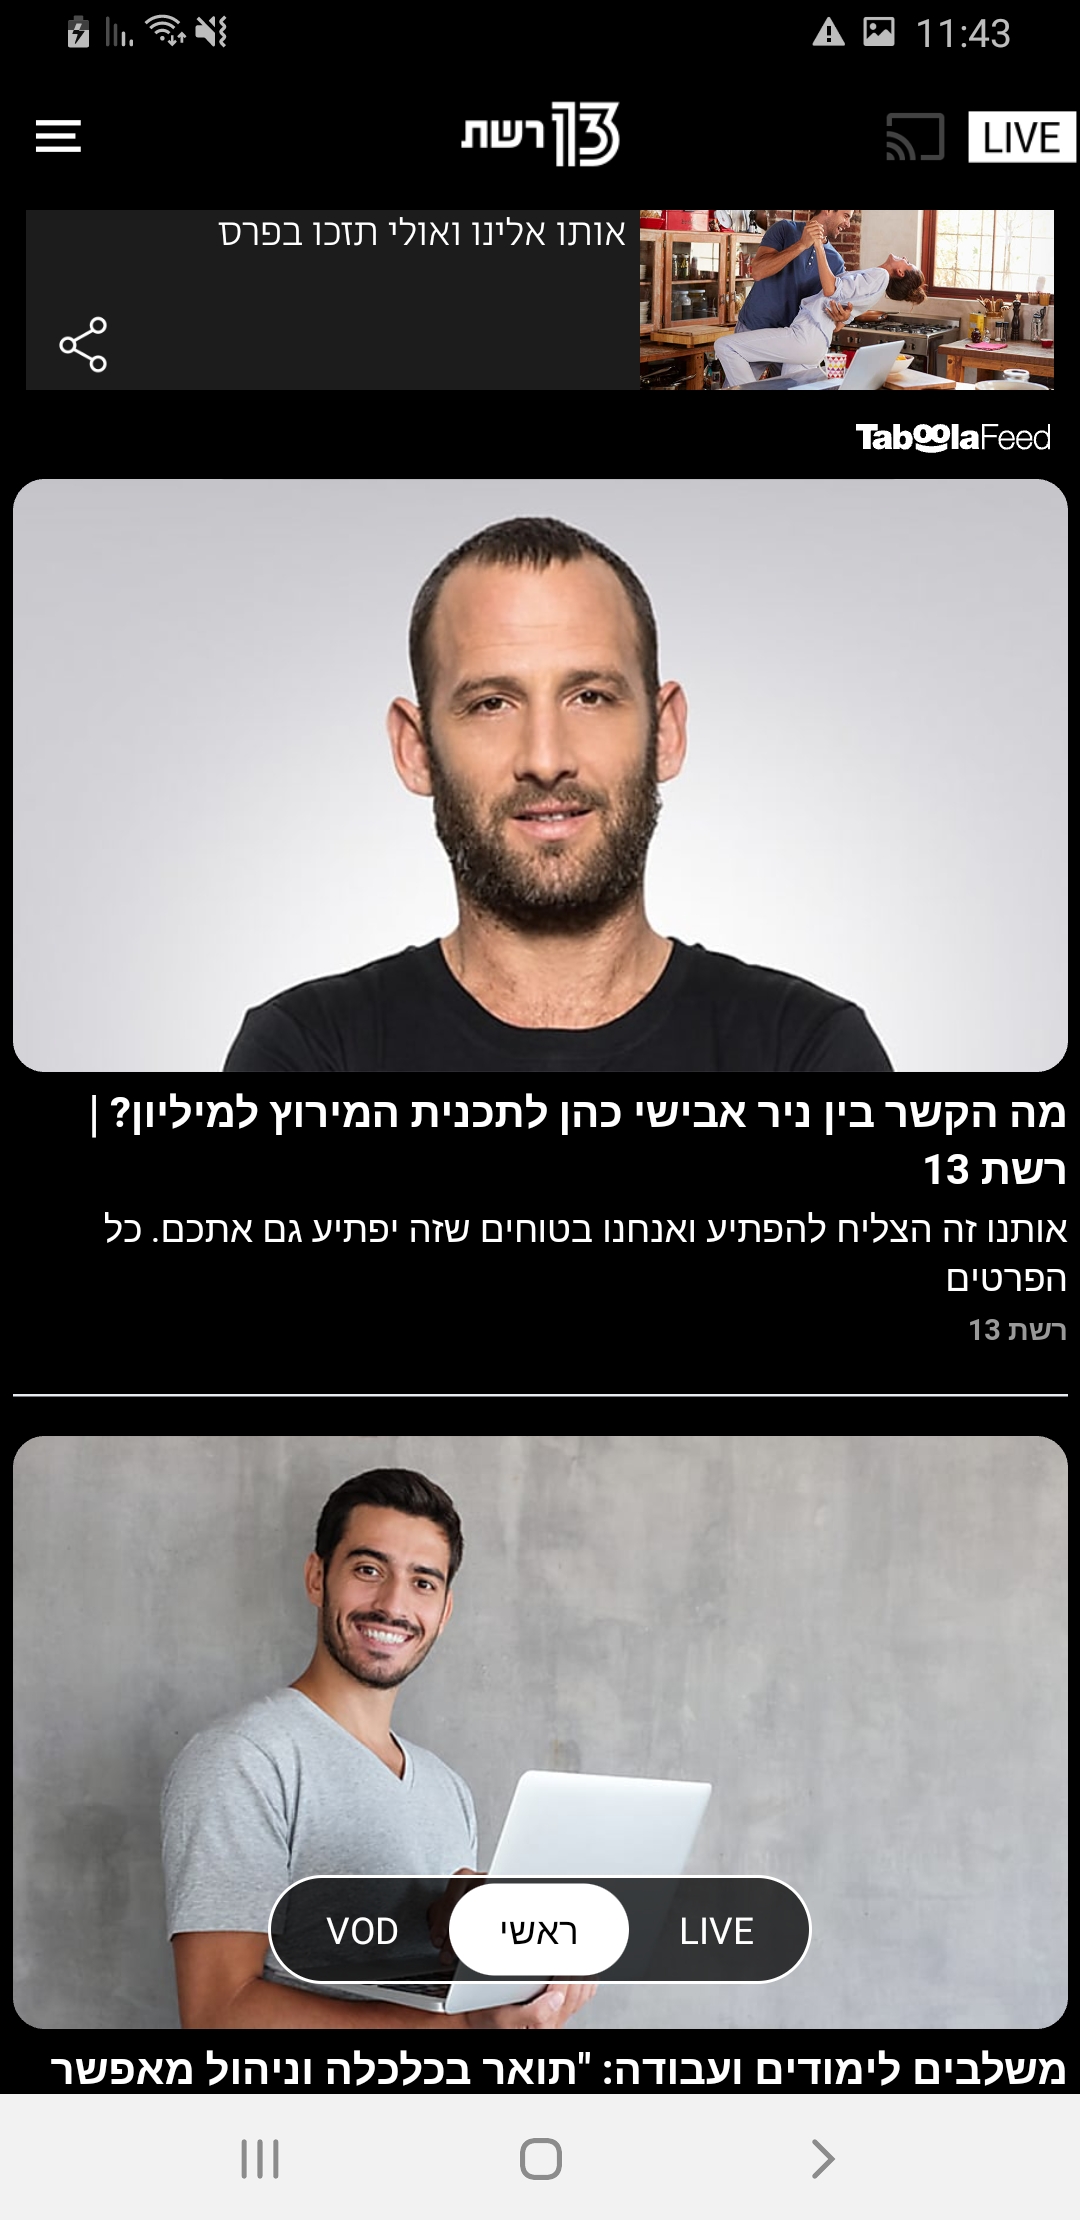 11:43
רשת 13
LIVE
אותו אלינו ואולי תזכו בפרס
Taboola Feed
מה הקשר בין ניר אבישי כהן לתכנית המירוץ למיליון? |
רשת 13
אותנו זה הצליח להפתיע ואנחנו בטוחים שזה יפתיע גם אתכם. כל
הפרטים
רשת 13
VOD ראשי LIVE
משלבים לימודים ועבודה: "תואר בכלכלה וניהול מאפשר